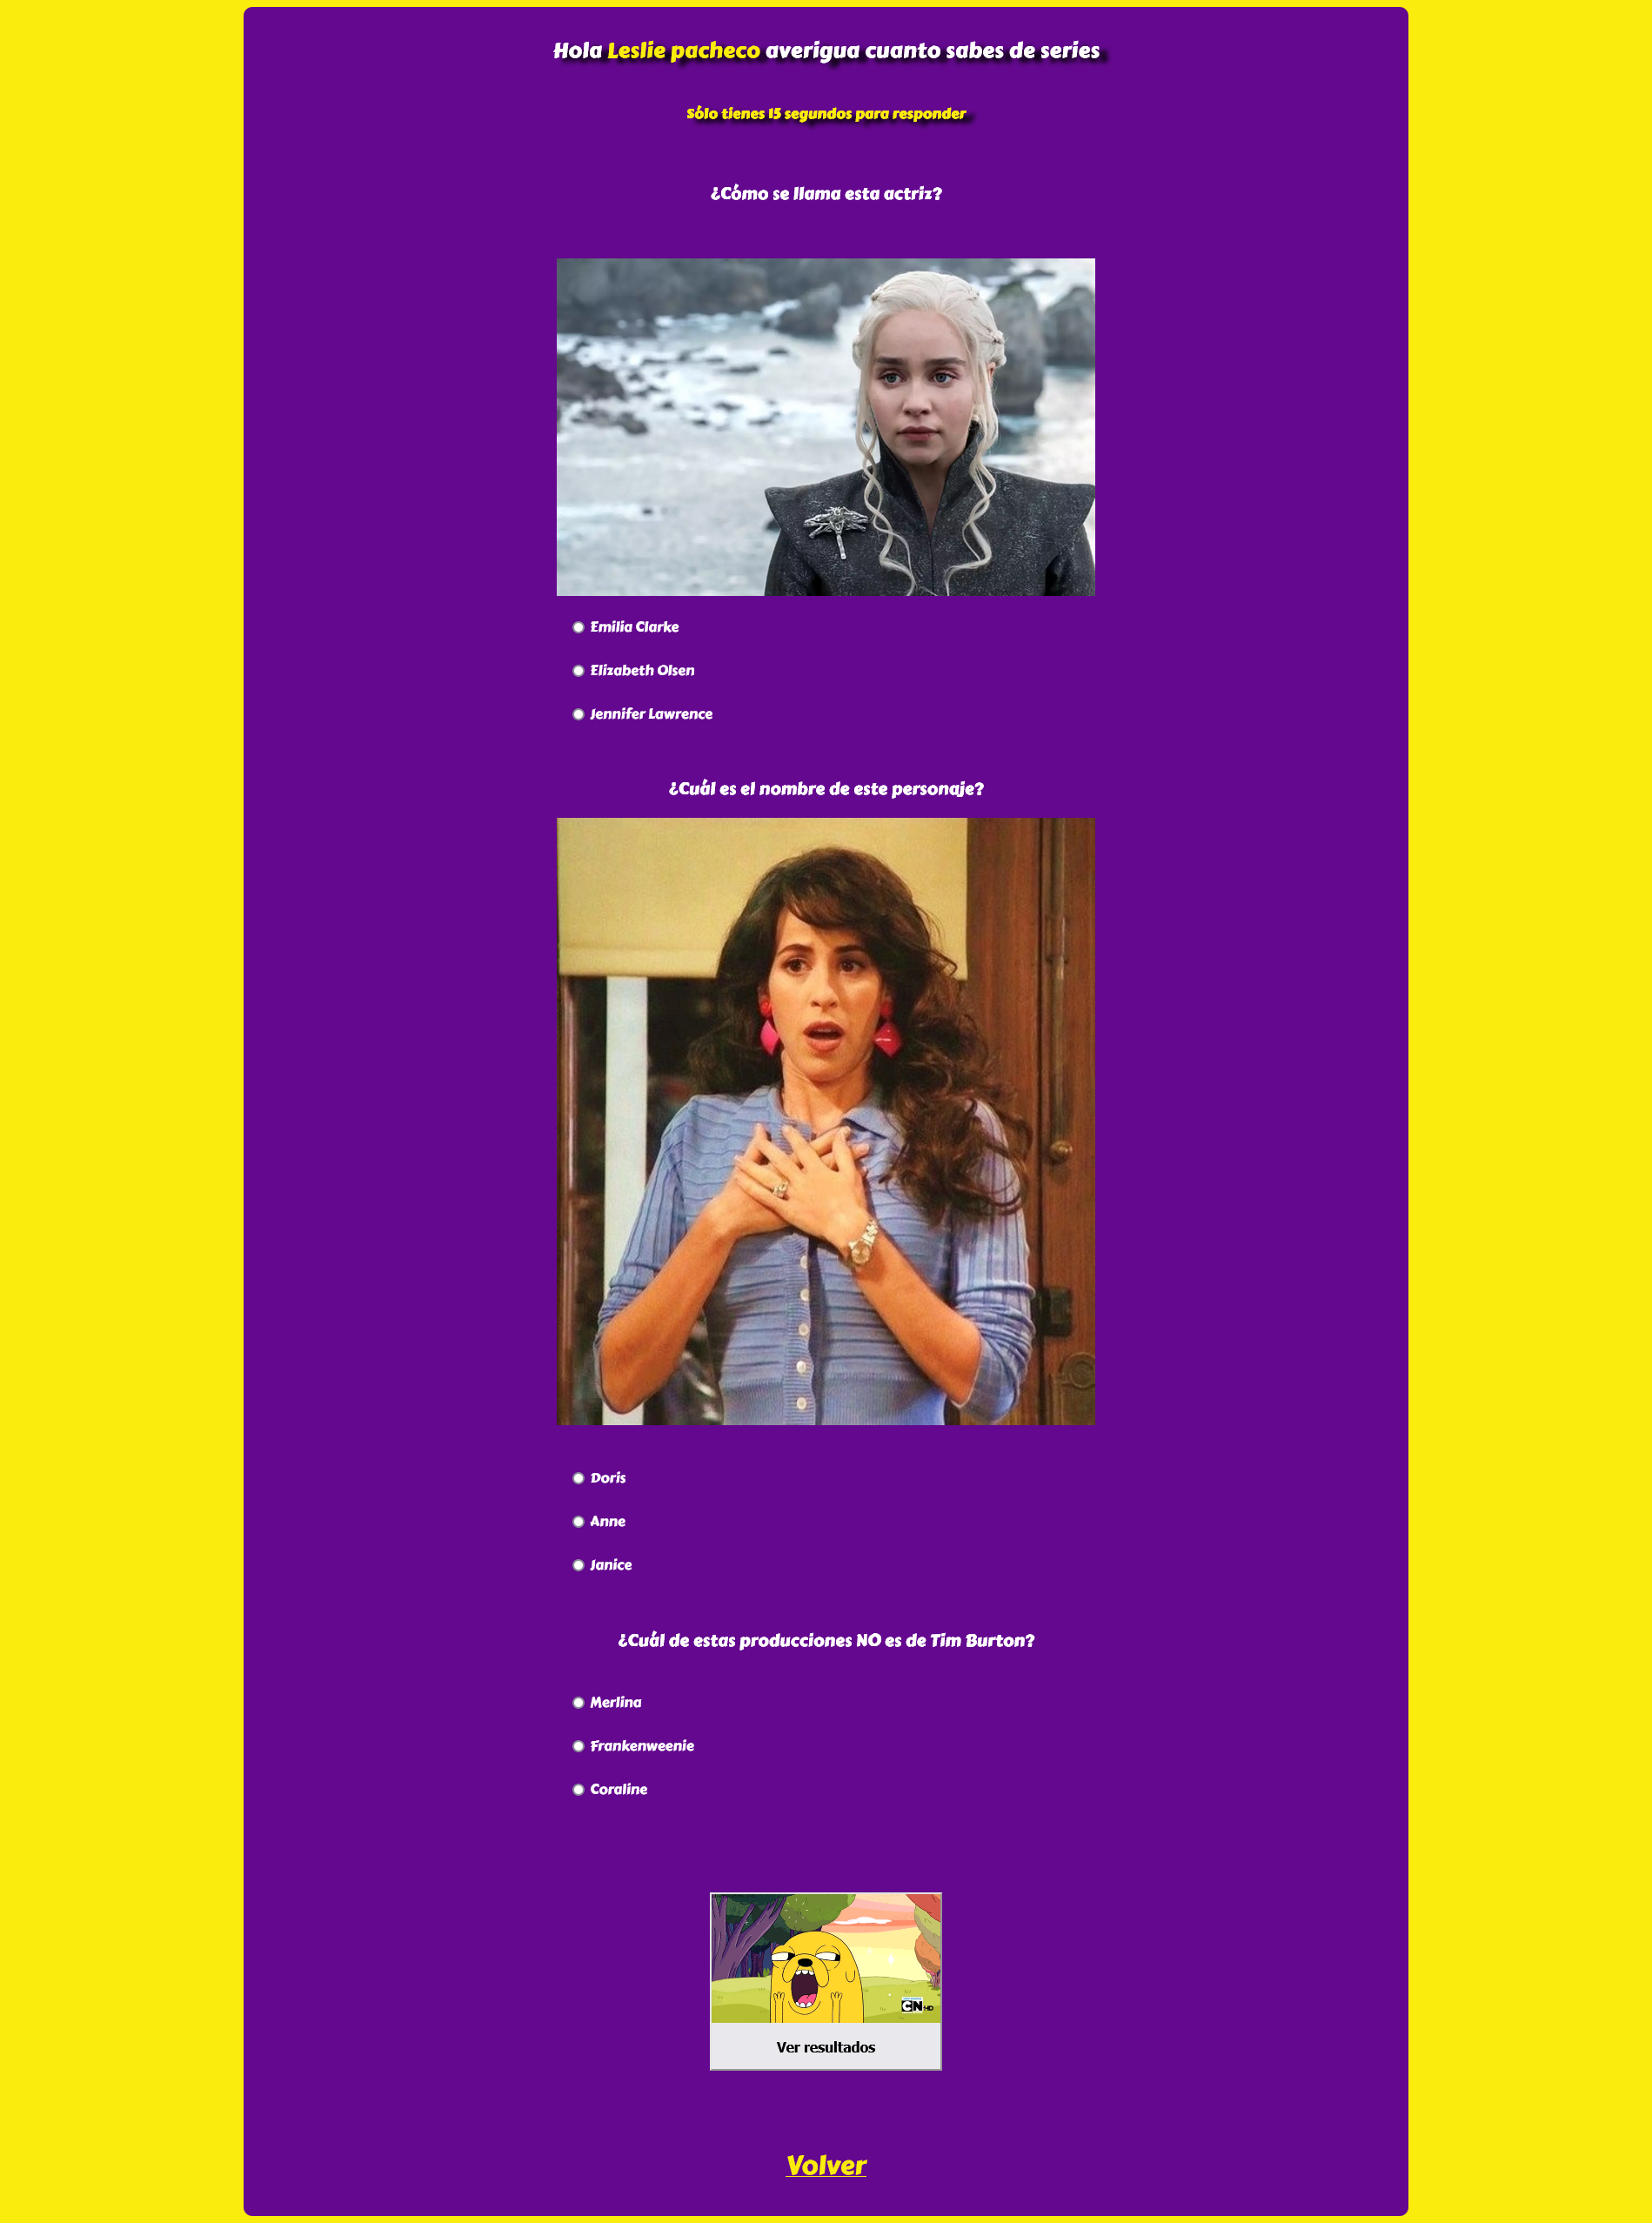 Hola Leslie pacheco averigua cuanto sabes de series
Sólo tienes 15 segundos para responder
¿Cómo se llama esta actriz?
Emilia Clarke
Elizabeth Olsen
Jennifer Lawrence
¿Cuál es el nombre de este personaje?
Doris
Anne
Janice
¿Cuál de estas producciones NO es de Tim Burton?
Merlina
Frankenweenie
Coraline
CN HD
Ver resultados
Volver